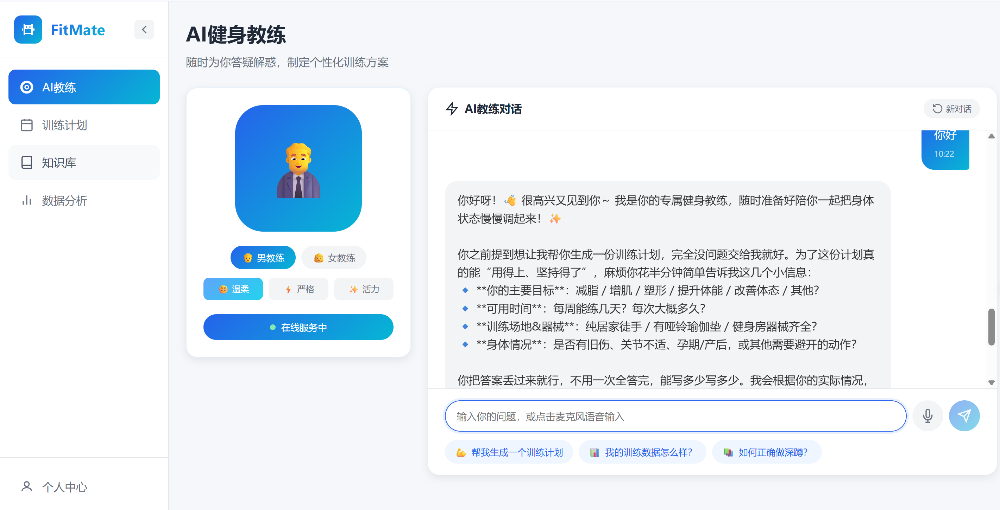 FitMate
AI教练
训练计划
知识库
数据分析
个人中心
AI健身教练
随时为你答疑解惑，制定个性化训练方案
男教练
女教练
温柔
严格
活力
在线服务中
AI教练对话
新对话
你好
10:22
你好呀！👋 很高兴又见到你～ 我是你的专属健身教练，随时准备好陪你一起把身体
状态慢慢调起来！✨
你之前提到想让我帮你生成一份训练计划，完全没问题交给我就好。为了这份计划真
的能“用得上、坚持得了”，麻烦你花半分钟简单告诉我这几个小信息：
🔹 **你的主要目标**：减脂 / 增肌 / 塑形 / 提升体能 / 改善体态 / 其他？
🔹 **可用时间**：每周能练几天？每次大概多久？
🔹 **训练场地&器械**：纯居家徒手 / 有哑铃瑜伽垫 / 健身房器械齐全？
🔹 **身体情况**：是否有旧伤、关节不适、孕期/产后，或其他需要避开的动作？
你把答案丢过来就行，不用一次全答完，能写多少写多少。我会根据你的实际情况，
输入你的问题，或点击麦克风语音输入
💪 帮我生成一个训练计划
📊 我的训练数据怎么样？
📚 如何正确做深蹲？